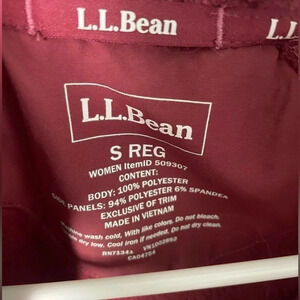 L.L.Bean
L.L.
L.L.Bean
S REG
WOMEN ItemID 509307
CONTENT:
BODY: 100% POLYESTER
PANELS: 94% POLYESTER 6% SPANDEX
EXCLUSIVE OF TRIM
MADE IN VIETNAM
wash cold. With like colors. Do not bleach.
dry low. Cool iron if needed. Do not dry clean.
RN71341 VN1002892
CA04754